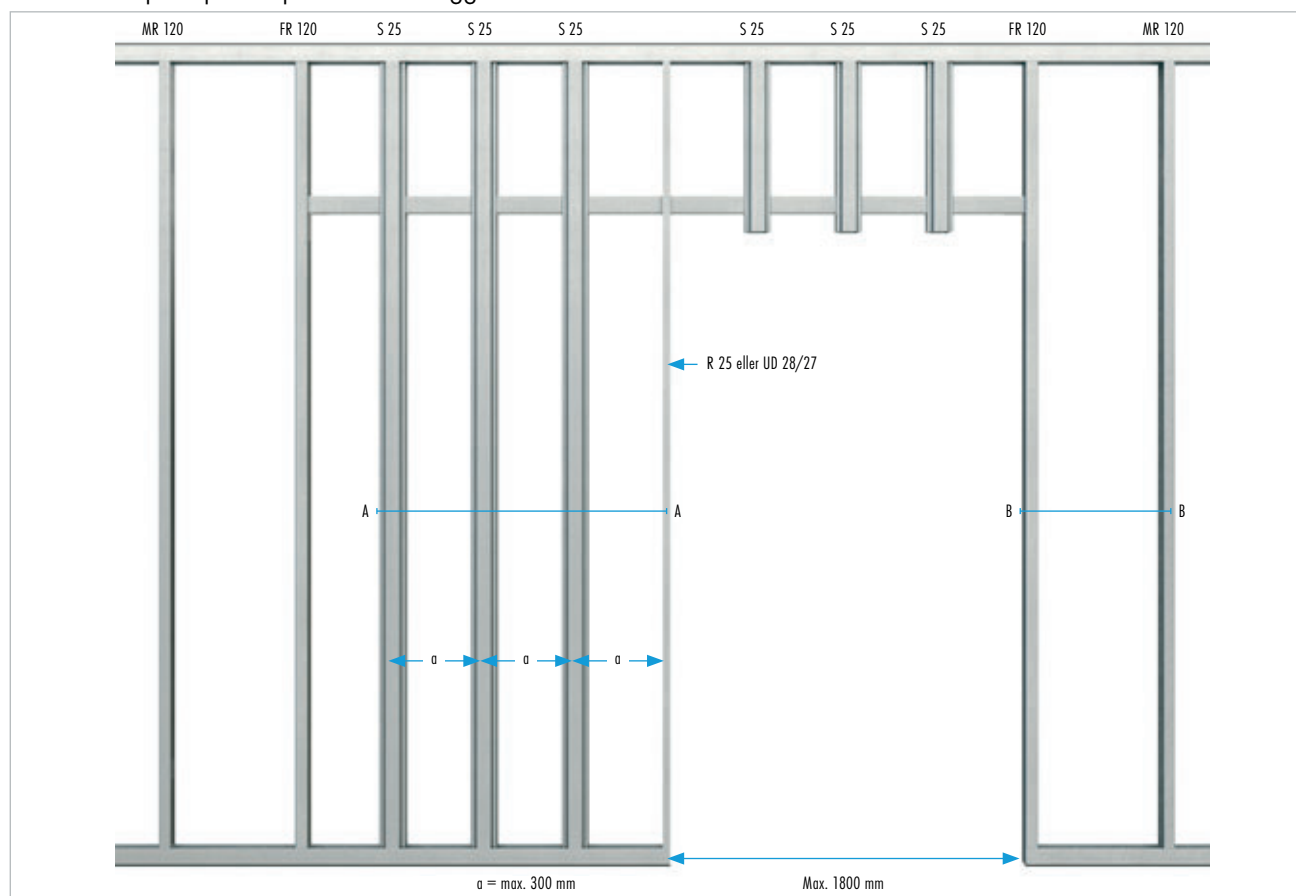 MR 120 FR 120 S 25 S 25 S 25 S 25 S 25 S 25 FR 120 MR 120
R 25 eller UD 28/27
A A B B
a a a
a = max. 300 mm Max. 1800 mm